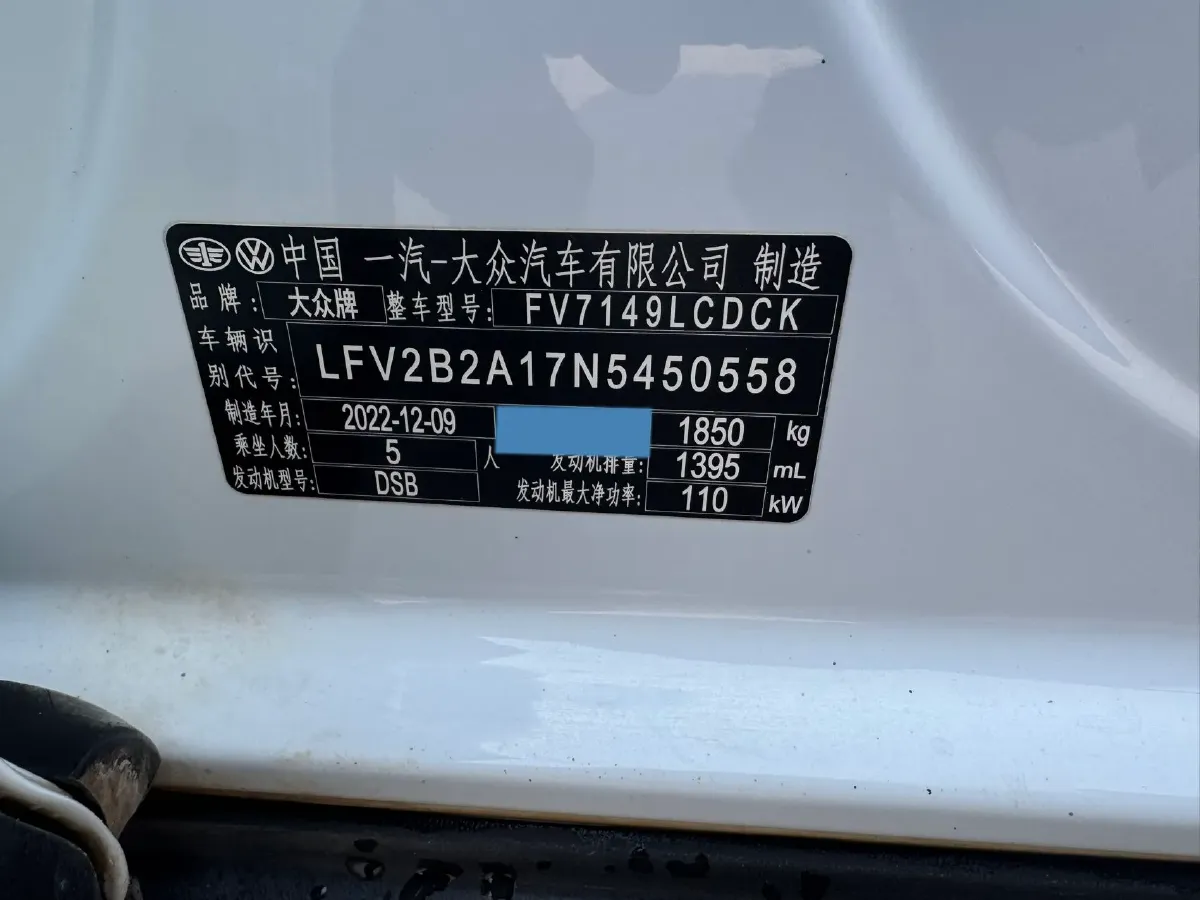 中国 一汽-大众汽车有限公司 制造
品牌: 大众牌 整车型号: FV7149LCDCK
车辆识别代号: LFV2B2A17N5450558
制造年月: 2022-12-09 1850 kg
乘坐人数: 5 人 发动机排量: 1395 mL
发动机型号: DSB 发动机最大净功率: 110 kW